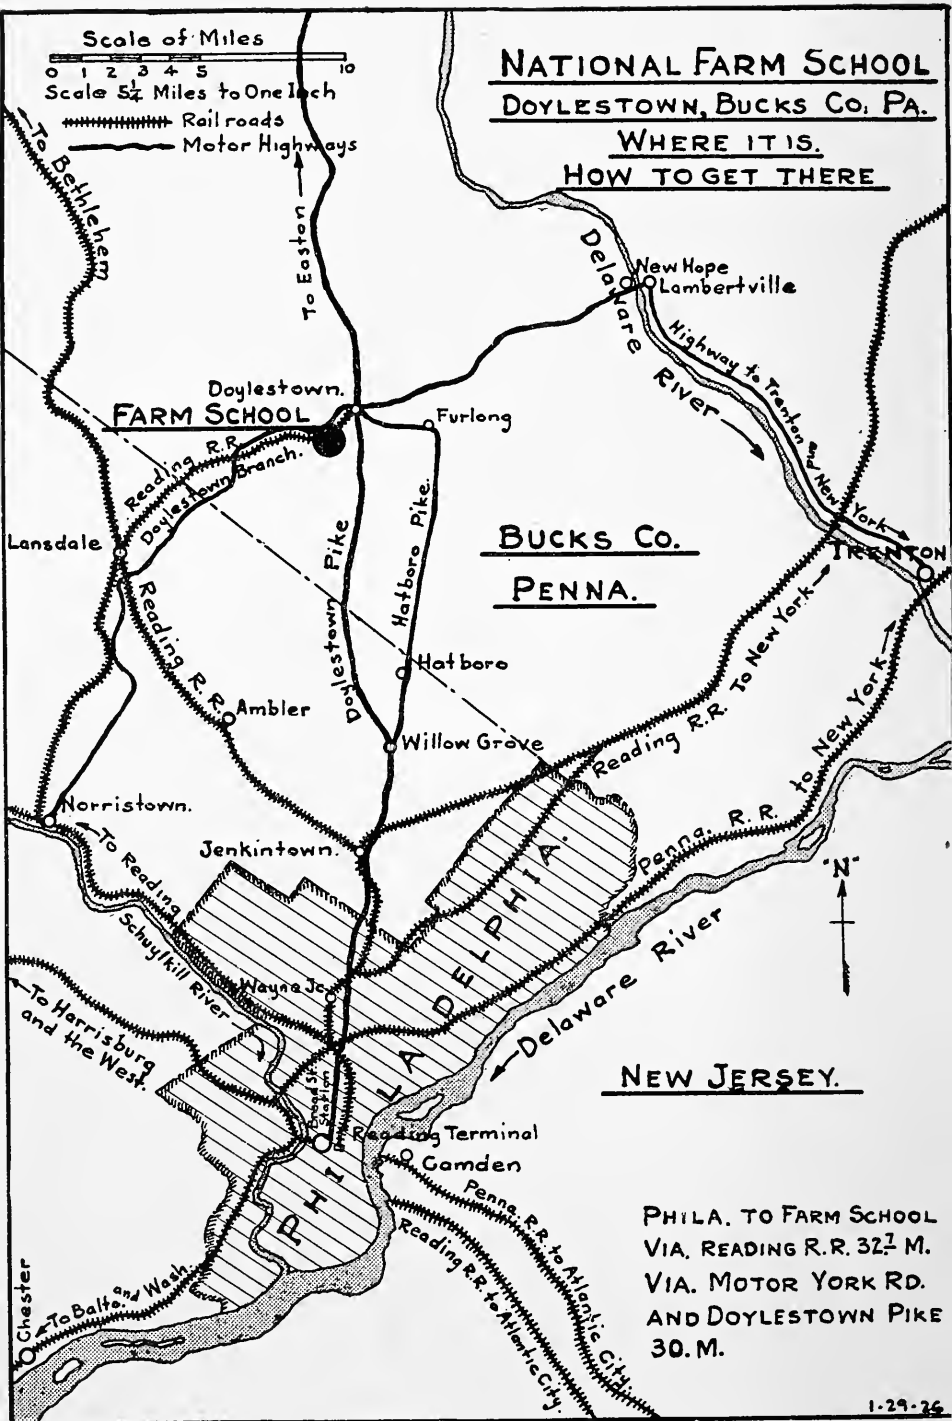 Scale of Miles
0 1 2 3 4 5 10
Scale 5¼ Miles to One Inch
Railroads
Motor Highways
NATIONAL FARM SCHOOL
DOYLESTOWN, BUCKS CO. PA.
WHERE IT IS.
HOW TO GET THERE
To Bethlehem
To Easton
Delaware
River
New Hope
Lambertville
Highway to Trenton and New York
Doylestown.
FARM SCHOOL
Furlong
Reading R.R.
Doylestown Branch.
Lansdale
Doylestown Pike
Hatboro Pike.
BUCKS CO.
PENNA.
TRENTON
Reading R.R.
Hatboro
Ambler
Willow Grove
Reading R.R. To New York
Norristown.
To Reading
Jenkintown.
Penna. R.R. to New York
"N"
Schuylkill River
Wayne Jc.
PHILADELPHIA.
Delaware River
To Harrisburg
and the West.
Broad St.
Station
Reading Terminal
Camden
NEW JERSEY.
Penna. R.R. to Atlantic City.
Reading R.R. to Atlantic City.
Chester
To Balto. and Wash.
PHILA. TO FARM SCHOOL
VIA. READING R.R. 32⁷ M.
VIA. MOTOR YORK RD.
AND DOYLESTOWN PIKE
30. M.
1-29-26